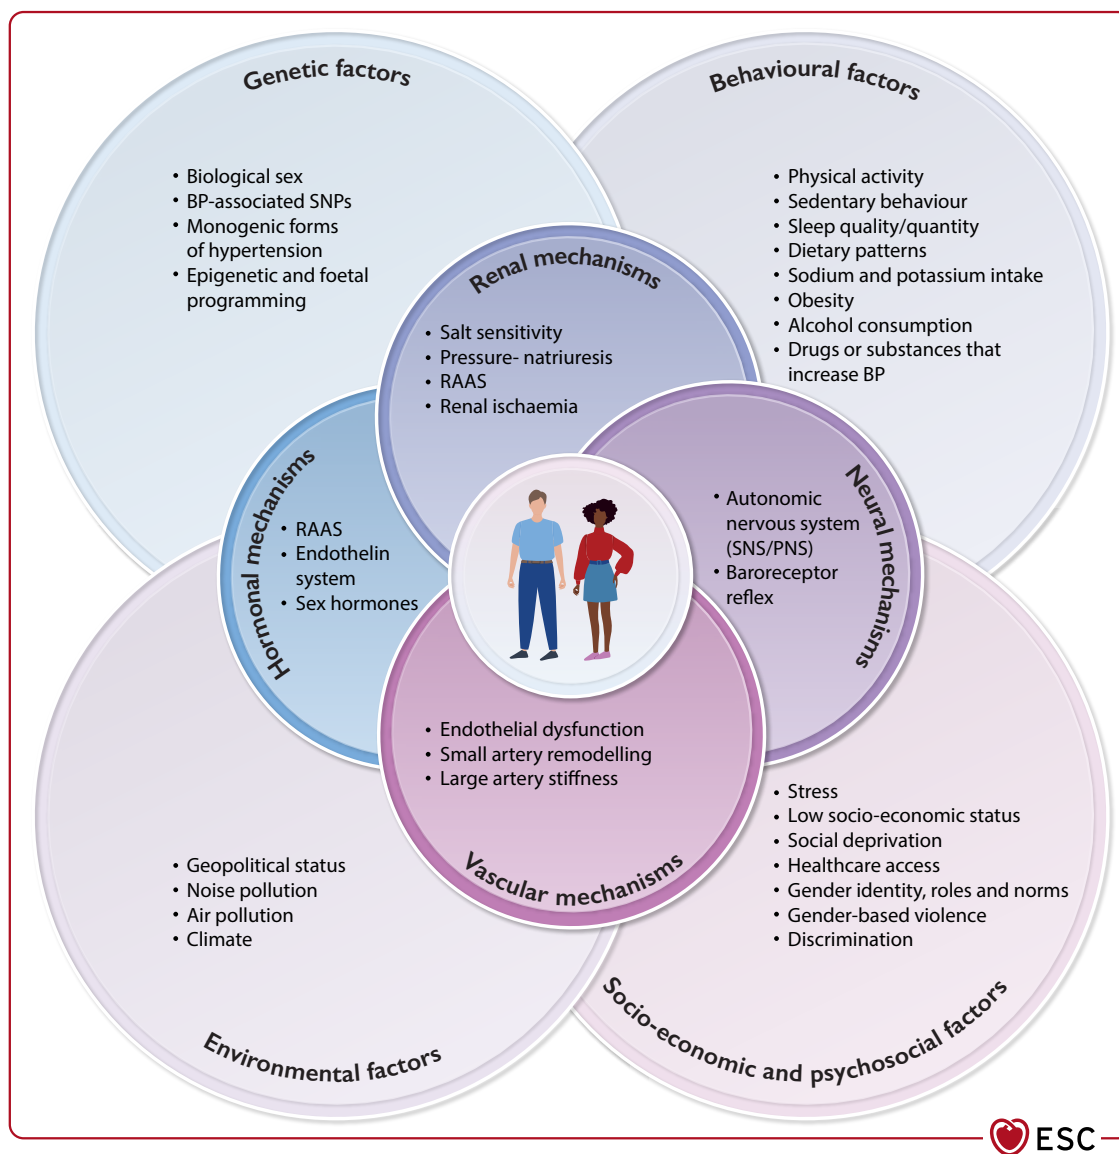 Genetic factors
• Biological sex
• BP-associated SNPs
• Monogenic forms
of hypertension
• Epigenetic and foetal
programming
Behavioural factors
• Physical activity
• Sedentary behaviour
• Sleep quality/quantity
• Dietary patterns
• Sodium and potassium intake
• Obesity
• Alcohol consumption
• Drugs or substances that
increase BP
Renal mechanisms
• Salt sensitivity
• Pressure- natriuresis
• RAAS
• Renal ischaemia
Hormonal mechanisms
• RAAS
• Endothelin
system
• Sex hormones
Neural mechanisms
• Autonomic
nervous system
(SNS/PNS)
• Baroreceptor
reflex
• Endothelial dysfunction
• Small artery remodelling
• Large artery stiffness
Vascular mechanisms
• Geopolitical status
• Noise pollution
• Air pollution
• Climate
Environmental factors
• Stress
• Low socio-economic status
• Social deprivation
• Healthcare access
• Gender identity, roles and norms
• Gender-based violence
• Discrimination
Socio-economic and psychosocial factors
ESC